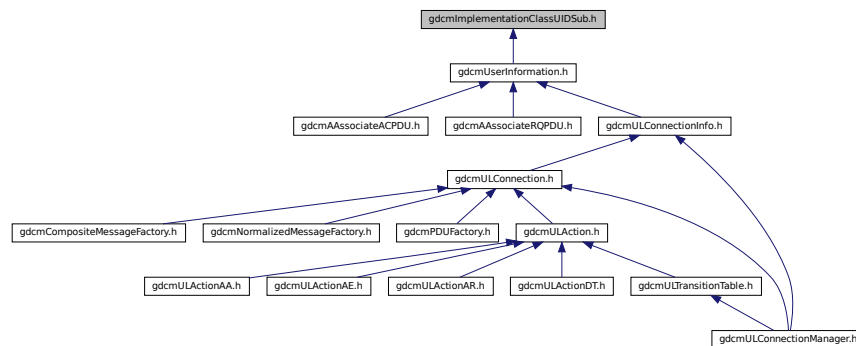 gdcmImplementationClassUIDSub.h
gdcmUserInformation.h
gdcmAAssociateACPDU.h
gdcmAAssociateRQPDU.h
gdcmULConnectionInfo.h
gdcmULConnection.h
gdcmCompositeMessageFactory.h
gdcmNormalizedMessageFactory.h
gdcmPDUFactory.h
gdcmULAction.h
gdcmULActionAA.h
gdcmULActionAE.h
gdcmULActionAR.h
gdcmULActionDT.h
gdcmULTransitionTable.h
gdcmULConnectionManager.h